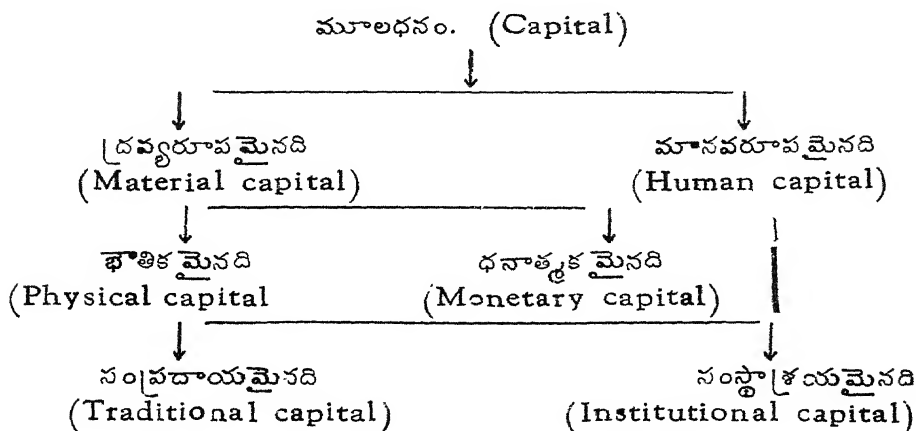 మూలధనం. (Capital)
ద్రవ్యరూపమైనది మానవరూపమైనది
(Material capital) (Human capital)
భౌతికమైనది ధనాత్మకమైనది
(Physical capital (Monetary capital)
సంప్రదాయమైనది సంస్థాశ్రయమైనది
(Traditional capital) (Institutional capital)